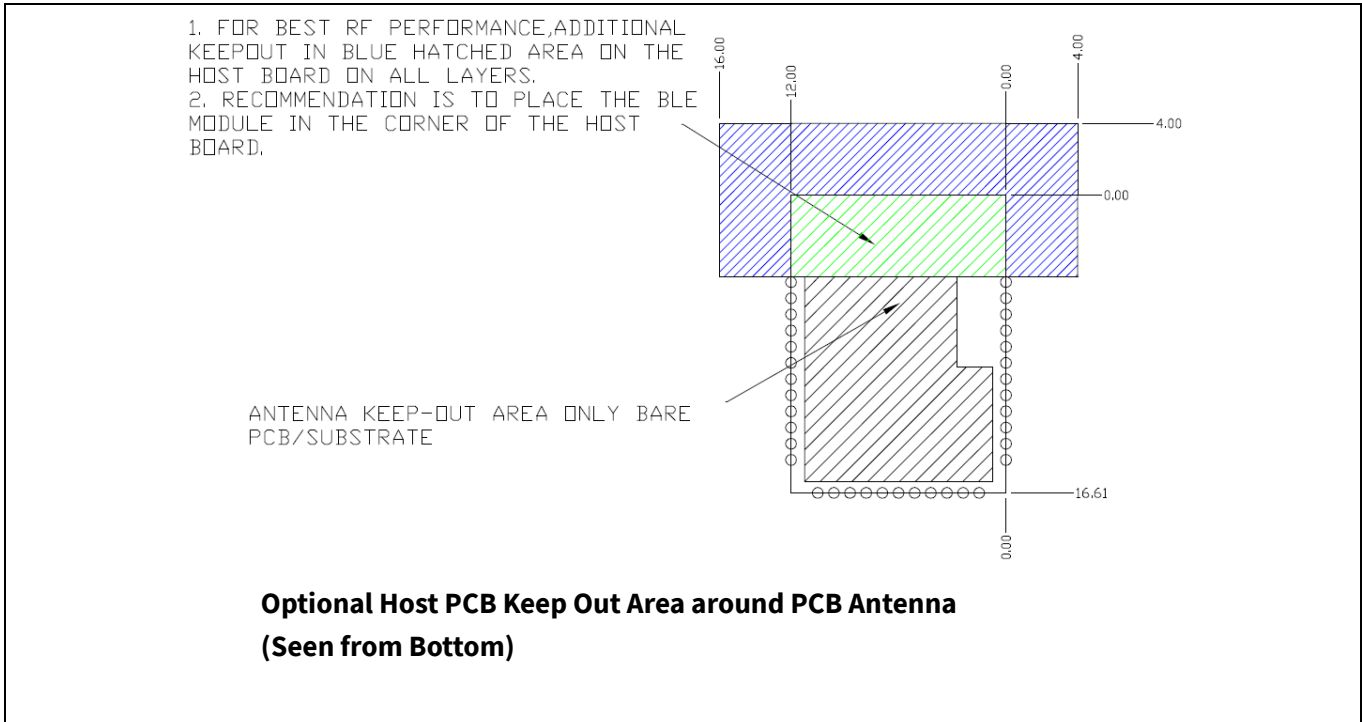 1. FOR BEST RF PERFORMANCE,ADDITIONAL
KEEPOUT IN BLUE HATCHED AREA ON THE
HOST BOARD ON ALL LAYERS.
2. RECOMMENDATION IS TO PLACE THE BLE
MODULE IN THE CORNER OF THE HOST
BOARD.
16.00
12.00
0.00
4.00
4.00
0.00
ANTENNA KEEP-OUT AREA ONLY BARE
PCB/SUBSTRATE
16.61
0.00
Optional Host PCB Keep Out Area around PCB Antenna
(Seen from Bottom)